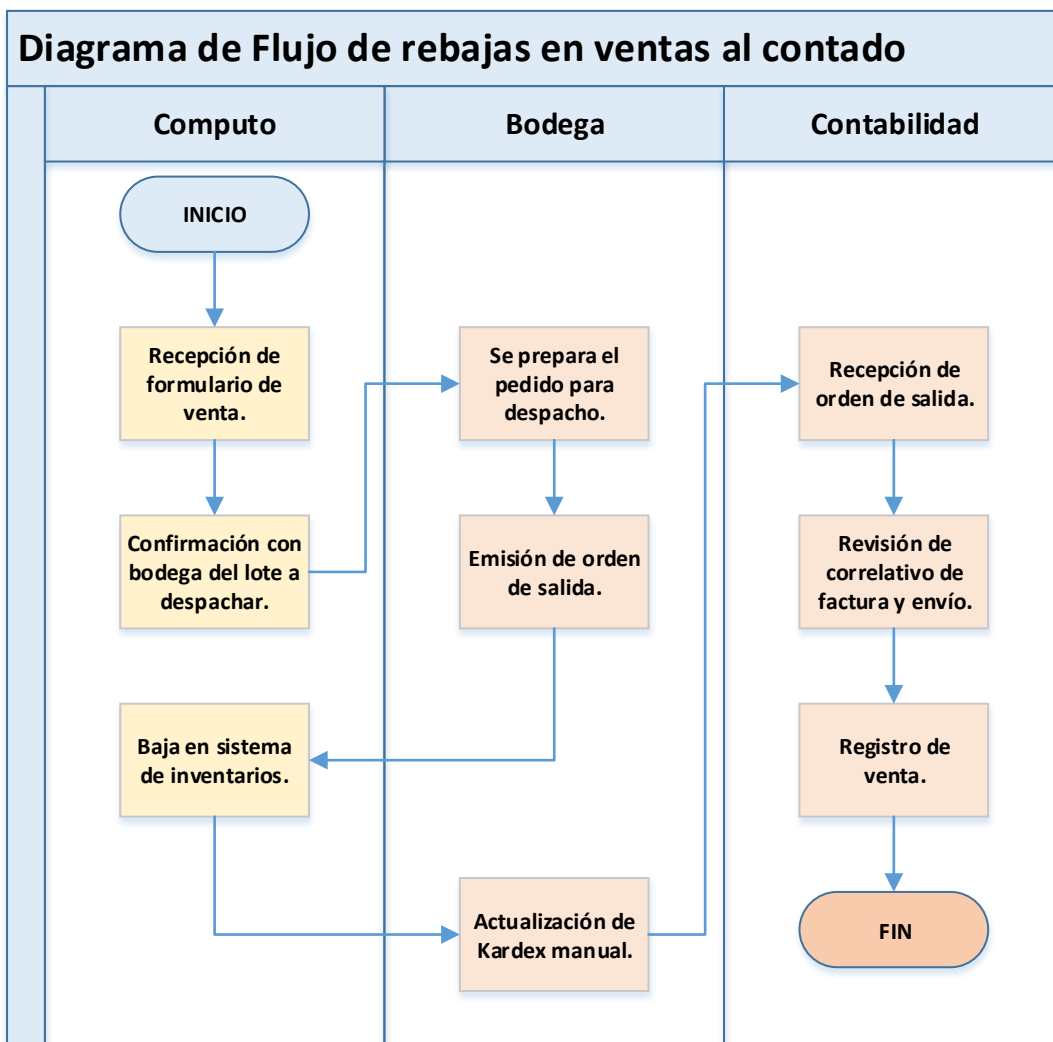 Diagrama de Flujo de rebajas en ventas al contado
Computo
Bodega
Contabilidad
INICIO
Recepción de
formulario de
venta.
Se prepara el
pedido para
despacho.
Recepción de
orden de salida.
Confirmación con
bodega del lote a
despachar.
Emisión de orden
de salida.
Revisión de
correlativo de
factura y envío.
Baja en sistema
de inventarios.
Registro de
venta.
Actualización de
Kardex manual.
FIN